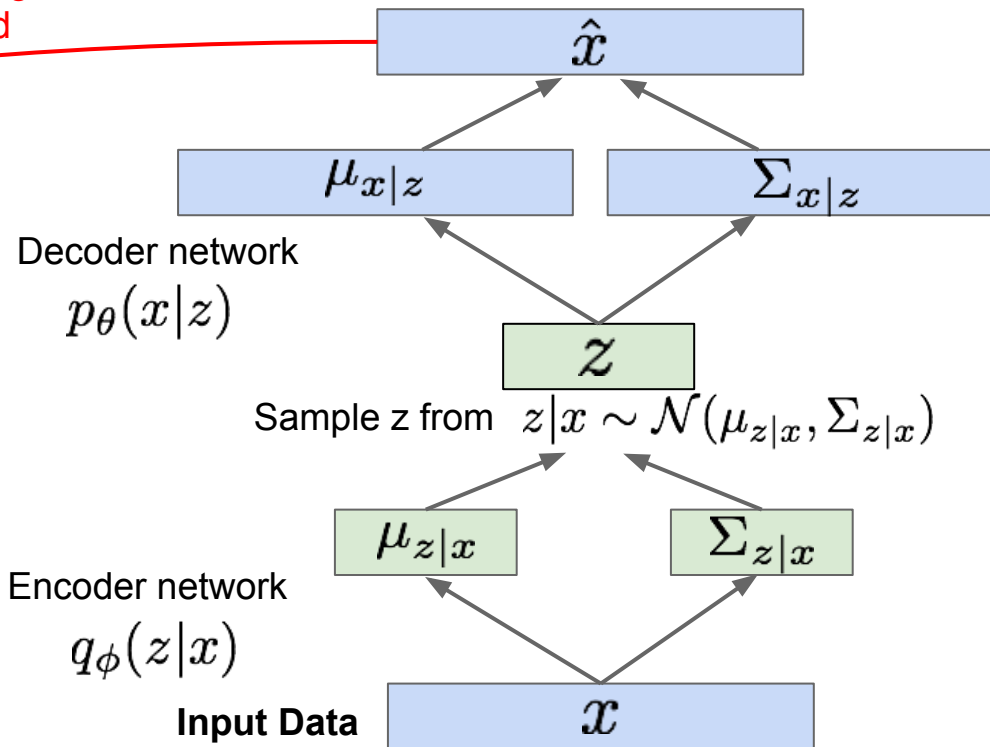 d
x̂
μ_{x|z}
Σ_{x|z}
Decoder network
p_θ(x|z)
z
Sample z from z|x ∼ 𝒩(μ_{z|x}, Σ_{z|x})
μ_{z|x}
Σ_{z|x}
Encoder network
q_ϕ(z|x)
Input Data
x